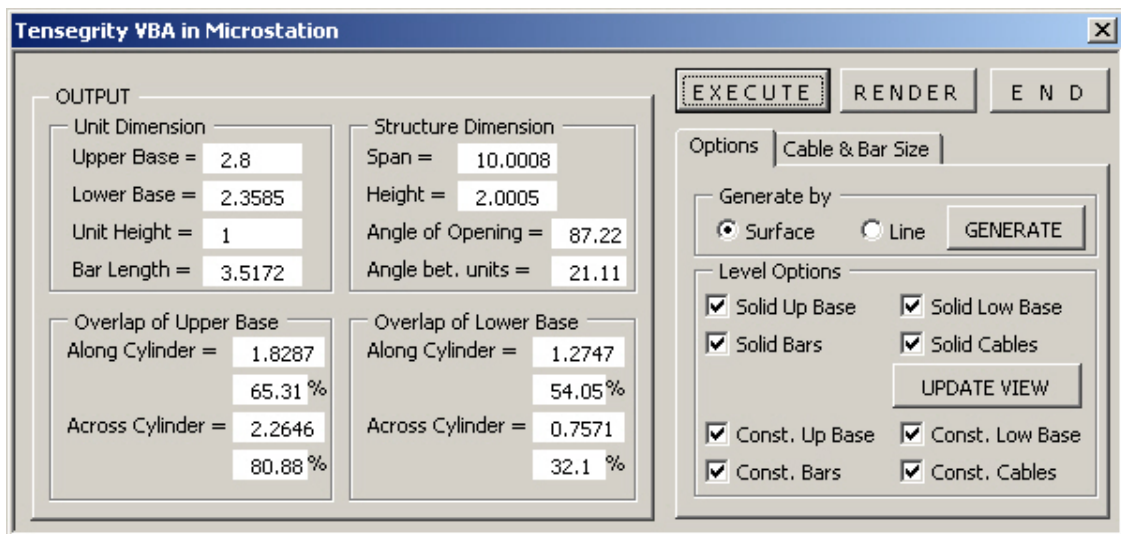 Tensegrity VBA in Microstation
OUTPUT
Unit Dimension
Upper Base = 2.8
Lower Base = 2.3585
Unit Height = 1
Bar Length = 3.5172
Structure Dimension
Span = 10.0008
Height = 2.0005
Angle of Opening = 87.22
Angle bet. units = 21.11
Overlap of Upper Base
Along Cylinder = 1.8287
65.31 %
Across Cylinder = 2.2646
80.88 %
Overlap of Lower Base
Along Cylinder = 1.2747
54.05 %
Across Cylinder = 0.7571
32.1 %
EXECUTE RENDER END
Options Cable & Bar Size
Generate by
Surface Line GENERATE
Level Options
Solid Up Base Solid Low Base
Solid Bars Solid Cables
UPDATE VIEW
Const. Up Base Const. Low Base
Const. Bars Const. Cables